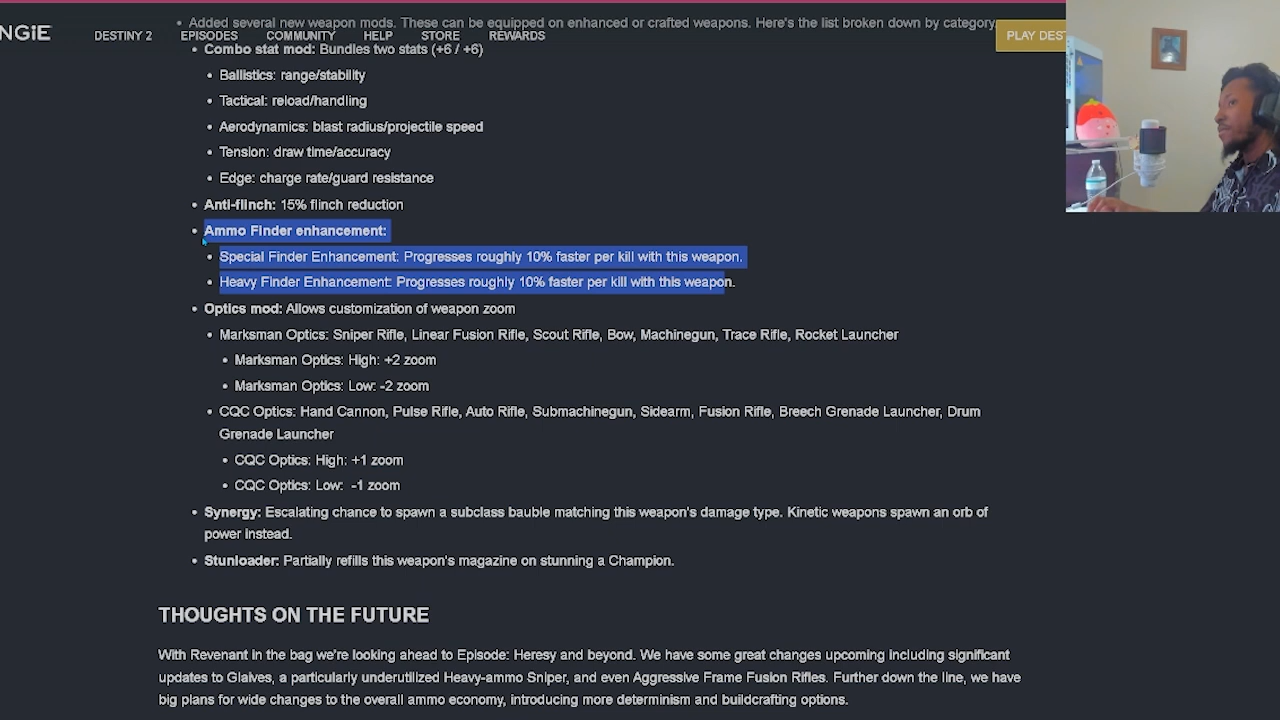 Added several new weapon mods. These can be equipped on enhanced or crafted weapons. Here's the list broken down by category.
NGiE DESTINY 2 EPISODES COMMUNITY HELP STORE REWARDS PLAY DEST
Combo stat mod: Bundles two stats (+6 / +6)
Ballistics: range/stability
Tactical: reload/handling
Aerodynamics: blast radius/projectile speed
Tension: draw time/accuracy
Edge: charge rate/guard resistance
Anti-flinch: 15% flinch reduction
Ammo Finder enhancement:
Special Finder Enhancement: Progresses roughly 10% faster per kill with this weapon.
Heavy Finder Enhancement: Progresses roughly 10% faster per kill with this weapon.
Optics mod: Allows customization of weapon zoom
Marksman Optics: Sniper Rifle, Linear Fusion Rifle, Scout Rifle, Bow, Machinegun, Trace Rifle, Rocket Launcher
Marksman Optics: High: +2 zoom
Marksman Optics: Low: -2 zoom
CQC Optics: Hand Cannon, Pulse Rifle, Auto Rifle, Submachinegun, Sidearm, Fusion Rifle, Breech Grenade Launcher, Drum
Grenade Launcher
CQC Optics: High: +1 zoom
CQC Optics: Low: -1 zoom
Synergy: Escalating chance to spawn a subclass bauble matching this weapon's damage type. Kinetic weapons spawn an orb of
power instead.
Stunloader: Partially refills this weapon's magazine on stunning a Champion.
THOUGHTS ON THE FUTURE
With Revenant in the bag we're looking ahead to Episode: Heresy and beyond. We have some great changes upcoming including significant
updates to Glaives, a particularly underutilized Heavy-ammo Sniper, and even Aggressive Frame Fusion Rifles. Further down the line, we have
big plans for wide changes to the overall ammo economy, introducing more determinism and buildcrafting options.